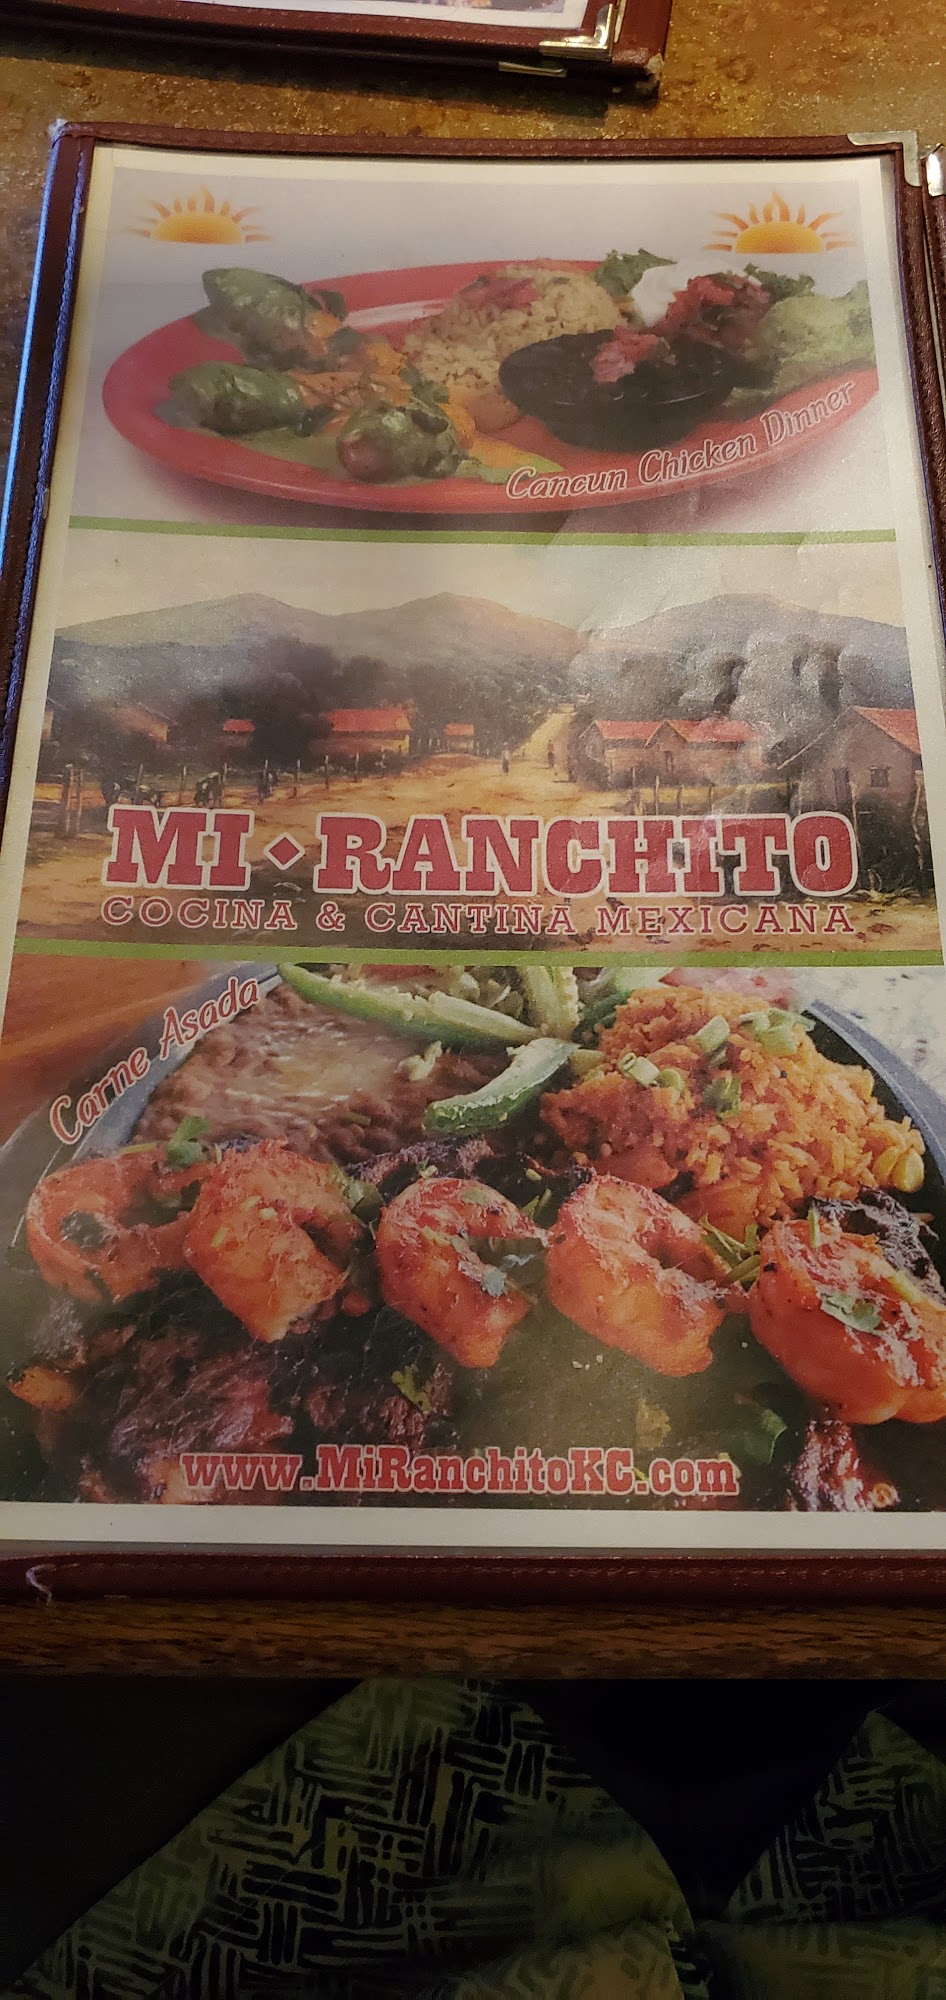 Cancun Chicken Dinner
MI RANCHITO
COCINA & CANTINA MEXICANA
Carne Asada
www.MiRanchitoKC.com